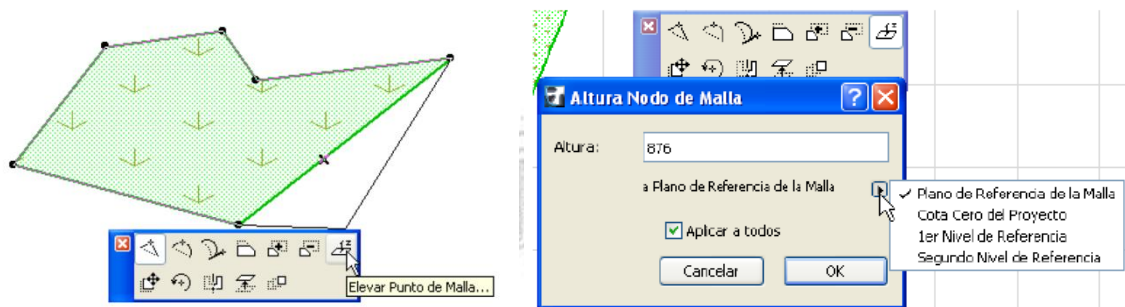 Elevar Punto de Malla...
Altura Nodo de Malla
Altura:
876
a Plano de Referencia de la Malla
Plano de Referencia de la Malla
Cota Cero del Proyecto
1er Nivel de Referencia
Segundo Nivel de Referencia
Aplicar a todos
Cancelar
OK